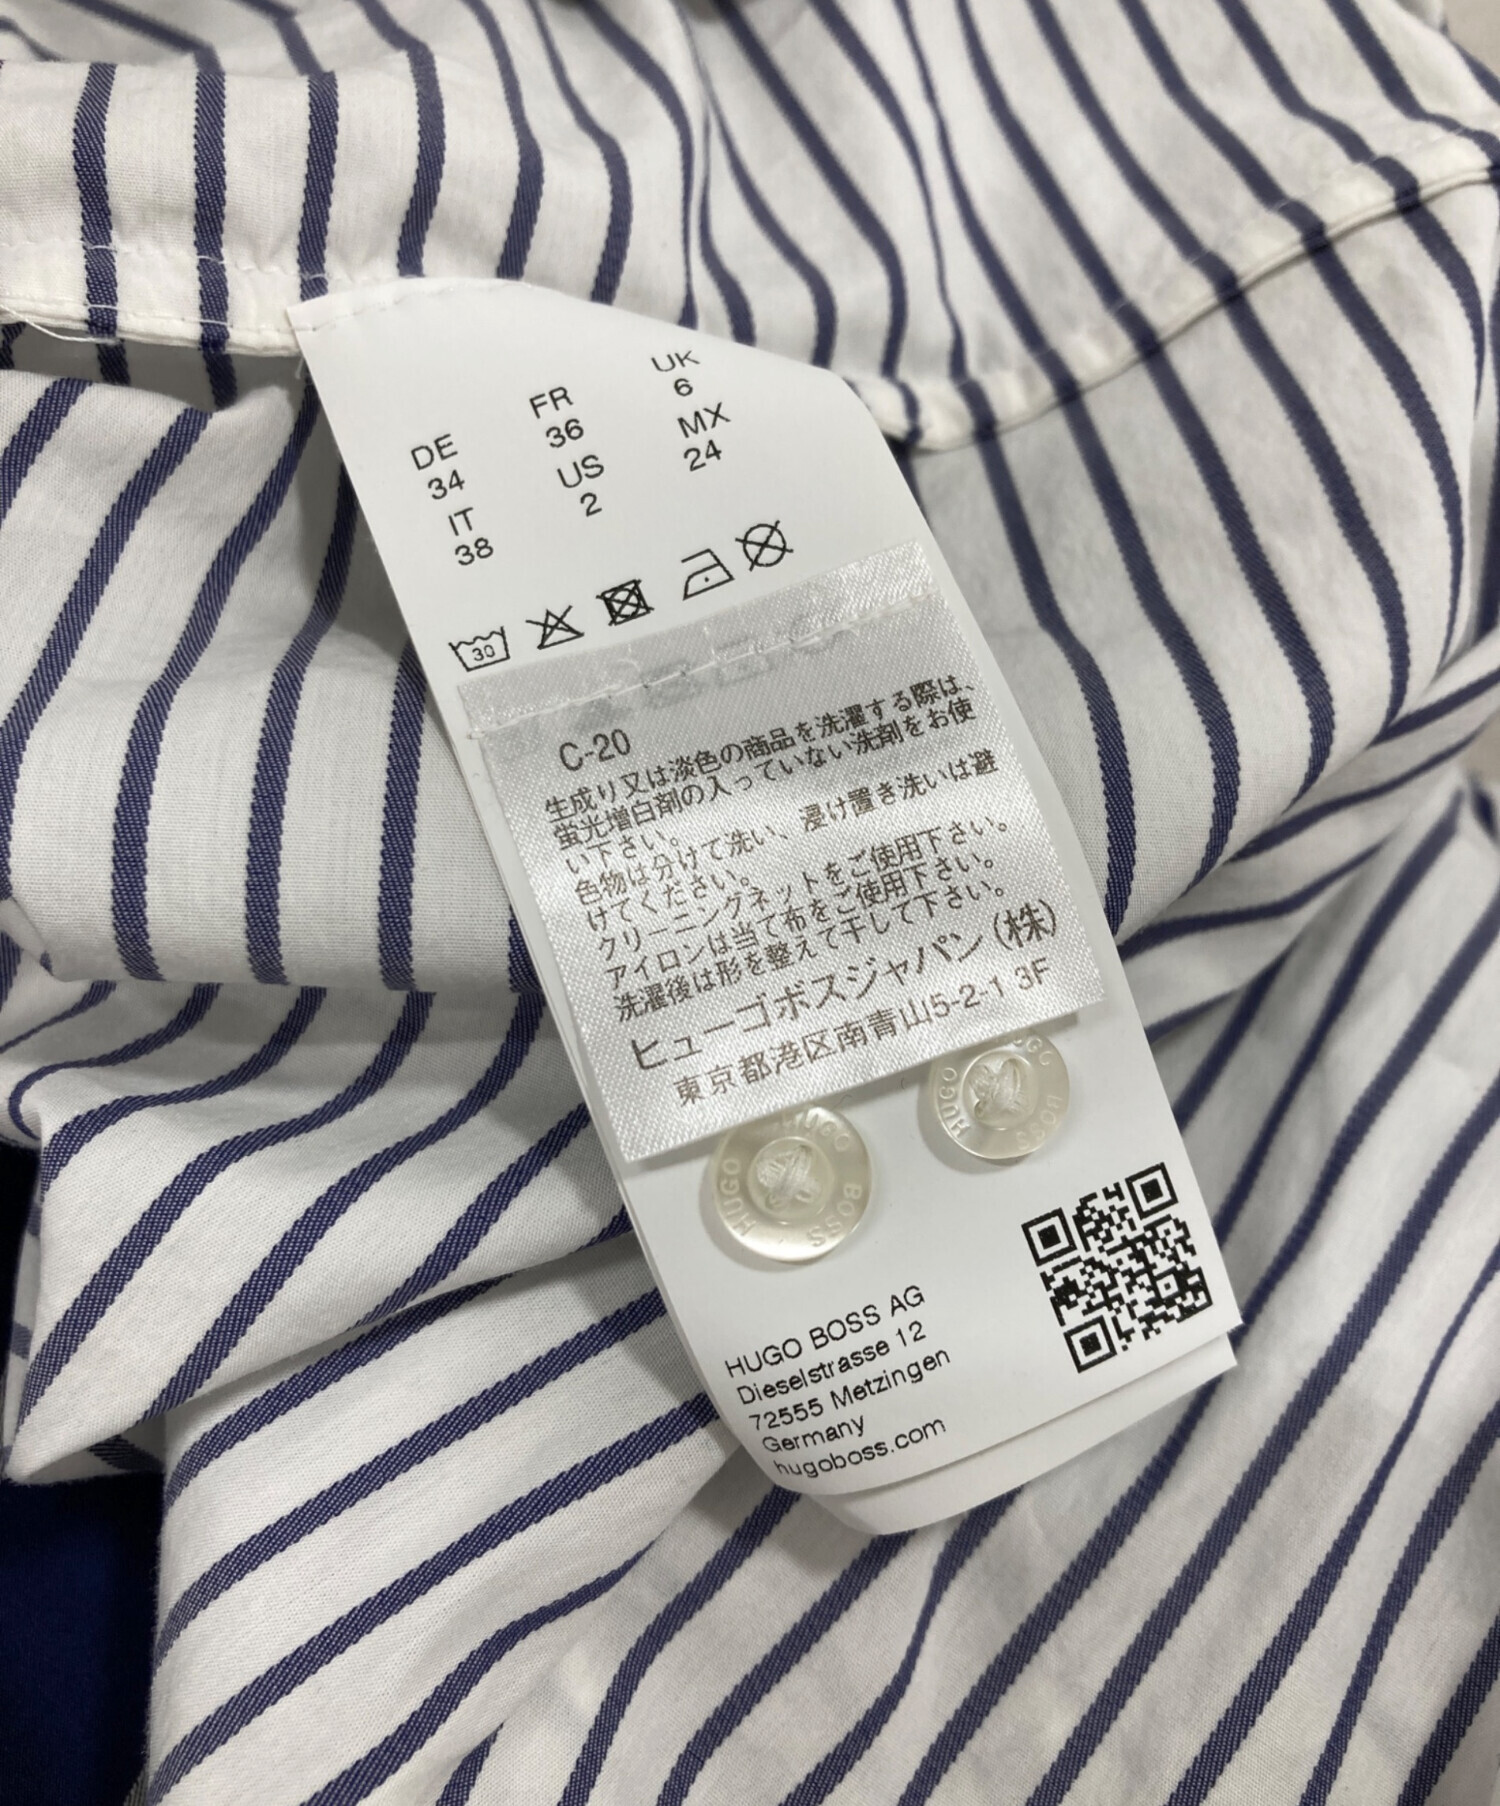 DE
34
IT
38
FR
36
US
2
UK
6
MX
24
30
C-20
生成り又は淡色の商品を洗濯する際は、
蛍光増白剤の入っていない洗剤をお使
い下さい。
色物は分けて洗い、浸け置き洗いは避
けてください。
クリーニングネットをご使用下さい。
アイロンは当て布をご使用下さい。
洗濯後は形を整えて干して下さい。
ヒューゴボスジャパン(株)
東京都港区南青山5-2-1 3F
HUGO BOSS HUGO
HUGO BOSS HUGO
HUGO BOSS AG
Dieselstrasse 12
72555 Metzingen
Germany
hugoboss.com